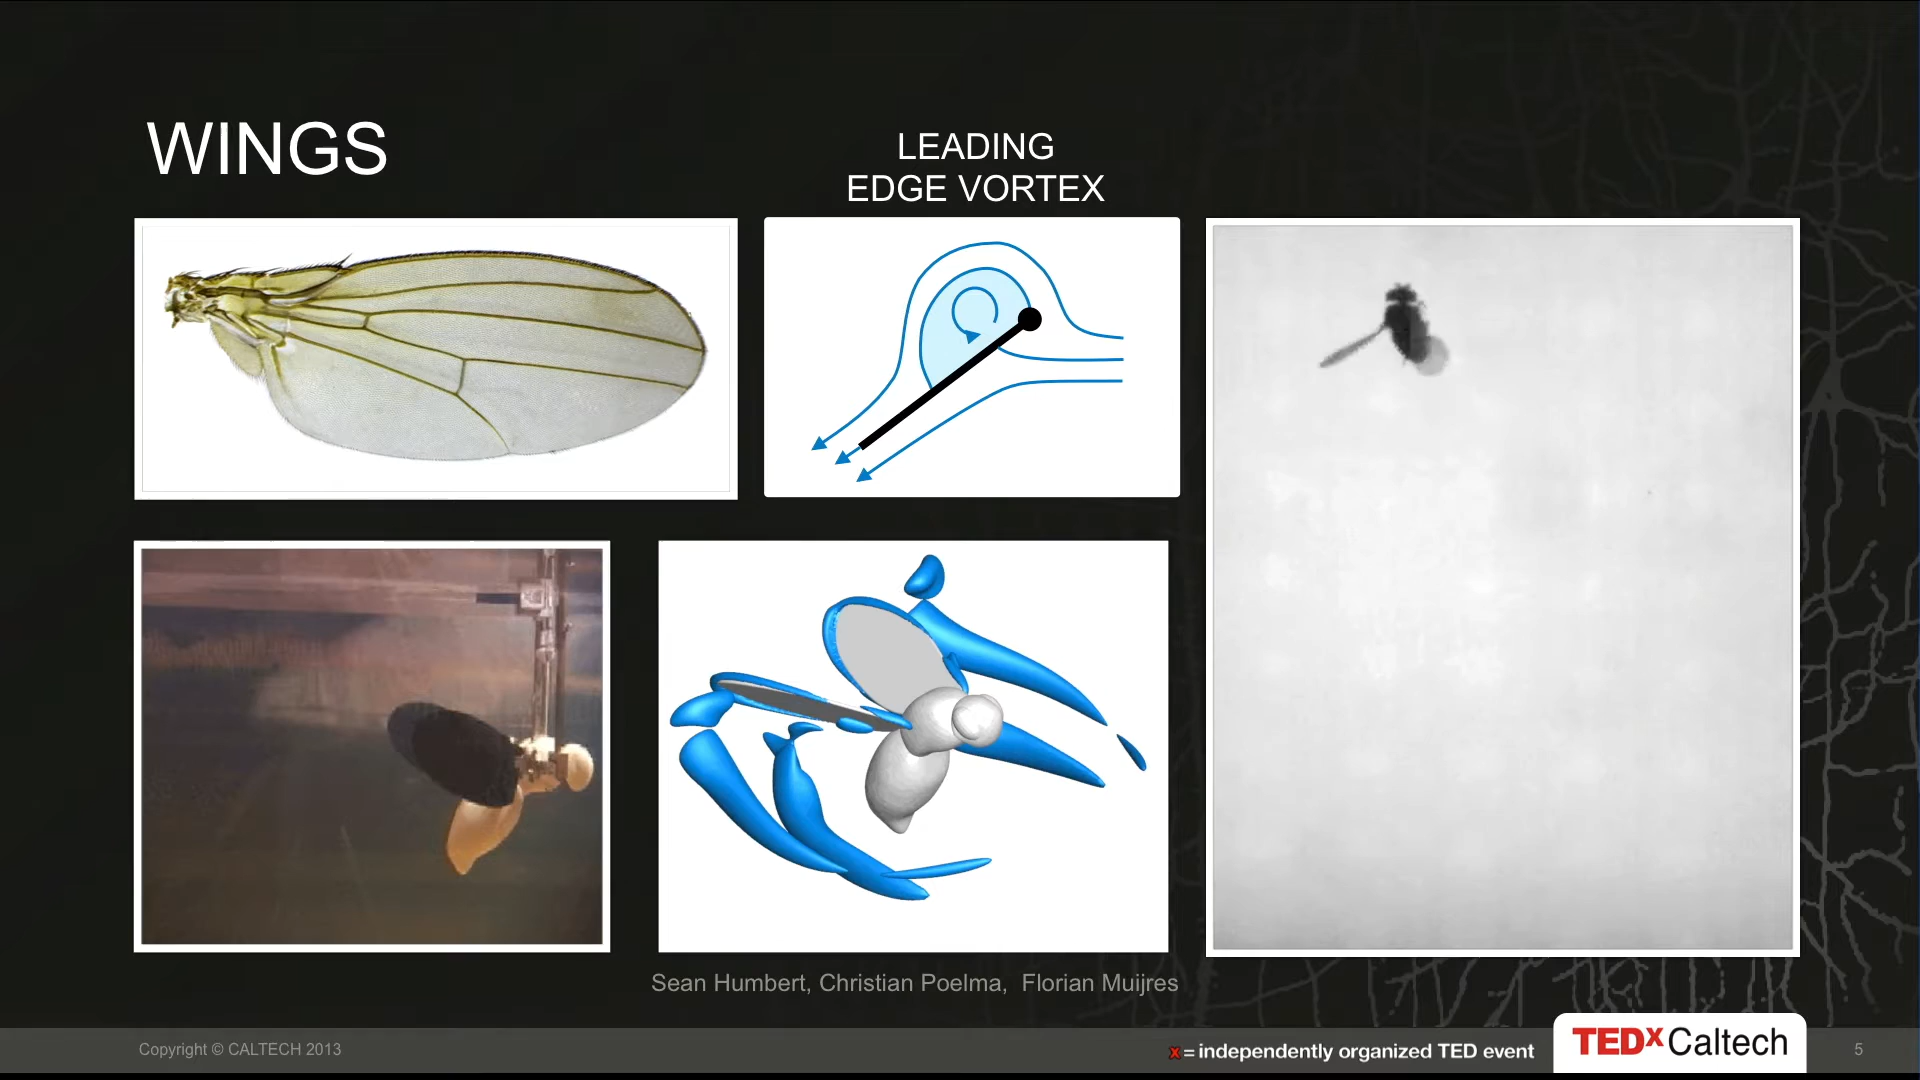 WINGS
LEADING
EDGE VORTEX
Sean Humbert, Christian Poelma, Florian Muijres
Copyright © CALTECH 2013
x=independently organized TED event
TEDxCaltech
5